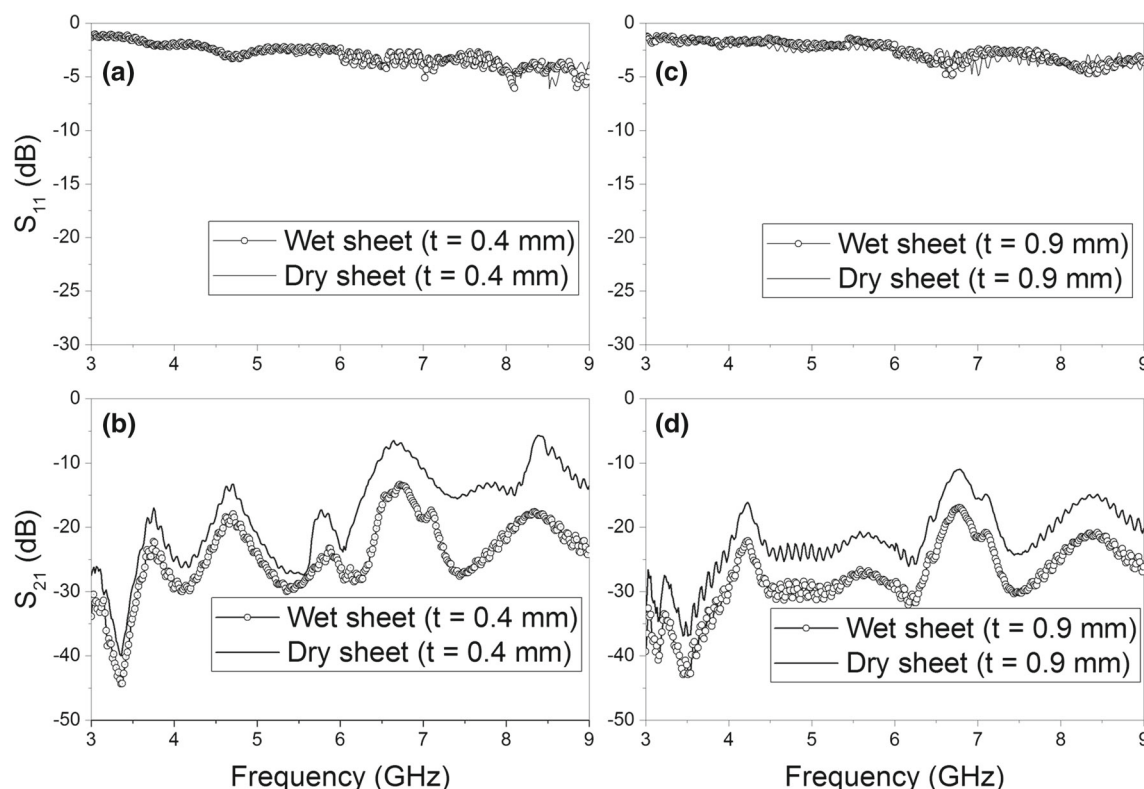 0
-5
-10
-15
-20
-25
-30
(a)
S11 (dB)
Wet sheet (t = 0.4 mm)
Dry sheet (t = 0.4 mm)
3 4 5 6 7 8 9
0
-5
-10
-15
-20
-25
-30
(c)
Wet sheet (t = 0.9 mm)
Dry sheet (t = 0.9 mm)
3 4 5 6 7 8 9
0
-10
-20
-30
-40
-50
(b)
S21 (dB)
Wet sheet (t = 0.4 mm)
Dry sheet (t = 0.4 mm)
3 4 5 6 7 8 9
Frequency (GHz)
0
-10
-20
-30
-40
-50
(d)
Wet sheet (t = 0.9 mm)
Dry sheet (t = 0.9 mm)
3 4 5 6 7 8 9
Frequency (GHz)